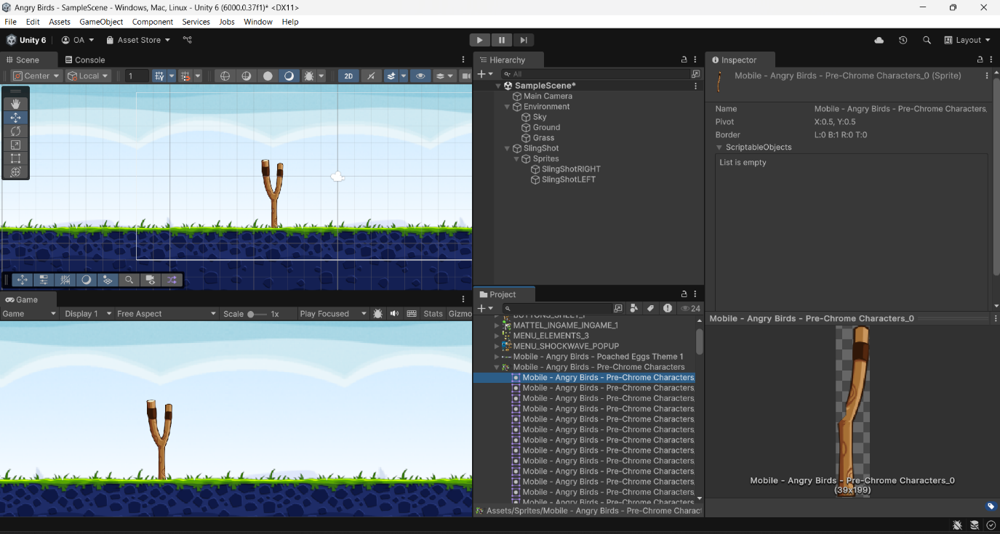 Angry Birds - SampleScene - Windows, Mac, Linux - Unity 6 (6000.0.37f1)* <DX11>
File Edit Assets GameObject Component Services Jobs Window Help
Unity 6 OA Asset Store Layout
Scene Console
Center Local 1 2D
Hierarchy
All
SampleScene*
Main Camera
Environment
Sky
Ground
Grass
SlingShot
Sprites
SlingShotRIGHT
SlingShotLEFT
Inspector
Mobile - Angry Birds - Pre-Chrome Characters_0 (Sprite)
Name Mobile - Angry Birds - Pre-Chrome Characters.
Pivot X:0.5, Y:0.5
Border L:0 B:1 R:0 T:0
ScriptableObjects
List is empty
Game
Game Display 1 Free Aspect Scale 1x Play Focused Stats Gizmo
Project
24
BUTTONS_SHEET_1
MATTEL_INGAME_INGAME_1
MENU_ELEMENTS_3
MENU_SHOCKWAVE_POPUP
Mobile - Angry Birds - Poached Eggs Theme 1
Mobile - Angry Birds - Pre-Chrome Characters
Mobile - Angry Birds - Pre-Chrome Characters
Mobile - Angry Birds - Pre-Chrome Characters
Mobile - Angry Birds - Pre-Chrome Characters
Mobile - Angry Birds - Pre-Chrome Characters
Mobile - Angry Birds - Pre-Chrome Characters
Mobile - Angry Birds - Pre-Chrome Characters
Mobile - Angry Birds - Pre-Chrome Characters
Mobile - Angry Birds - Pre-Chrome Characters
Mobile - Angry Birds - Pre-Chrome Characters
Mobile - Angry Birds - Pre-Chrome Characters
Mobile - Angry Birds - Pre-Chrome Characters
Mobile - Angry Birds - Pre-Chrome Characters
Mobile - Angry Birds - Pre-Chrome Characters
Assets/Sprites/Mobile - Angry Birds - Pre-Chrome Charact
Mobile - Angry Birds - Pre-Chrome Characters_0
Mobile - Angry Birds - Pre-Chrome Characters_0
(39x199)